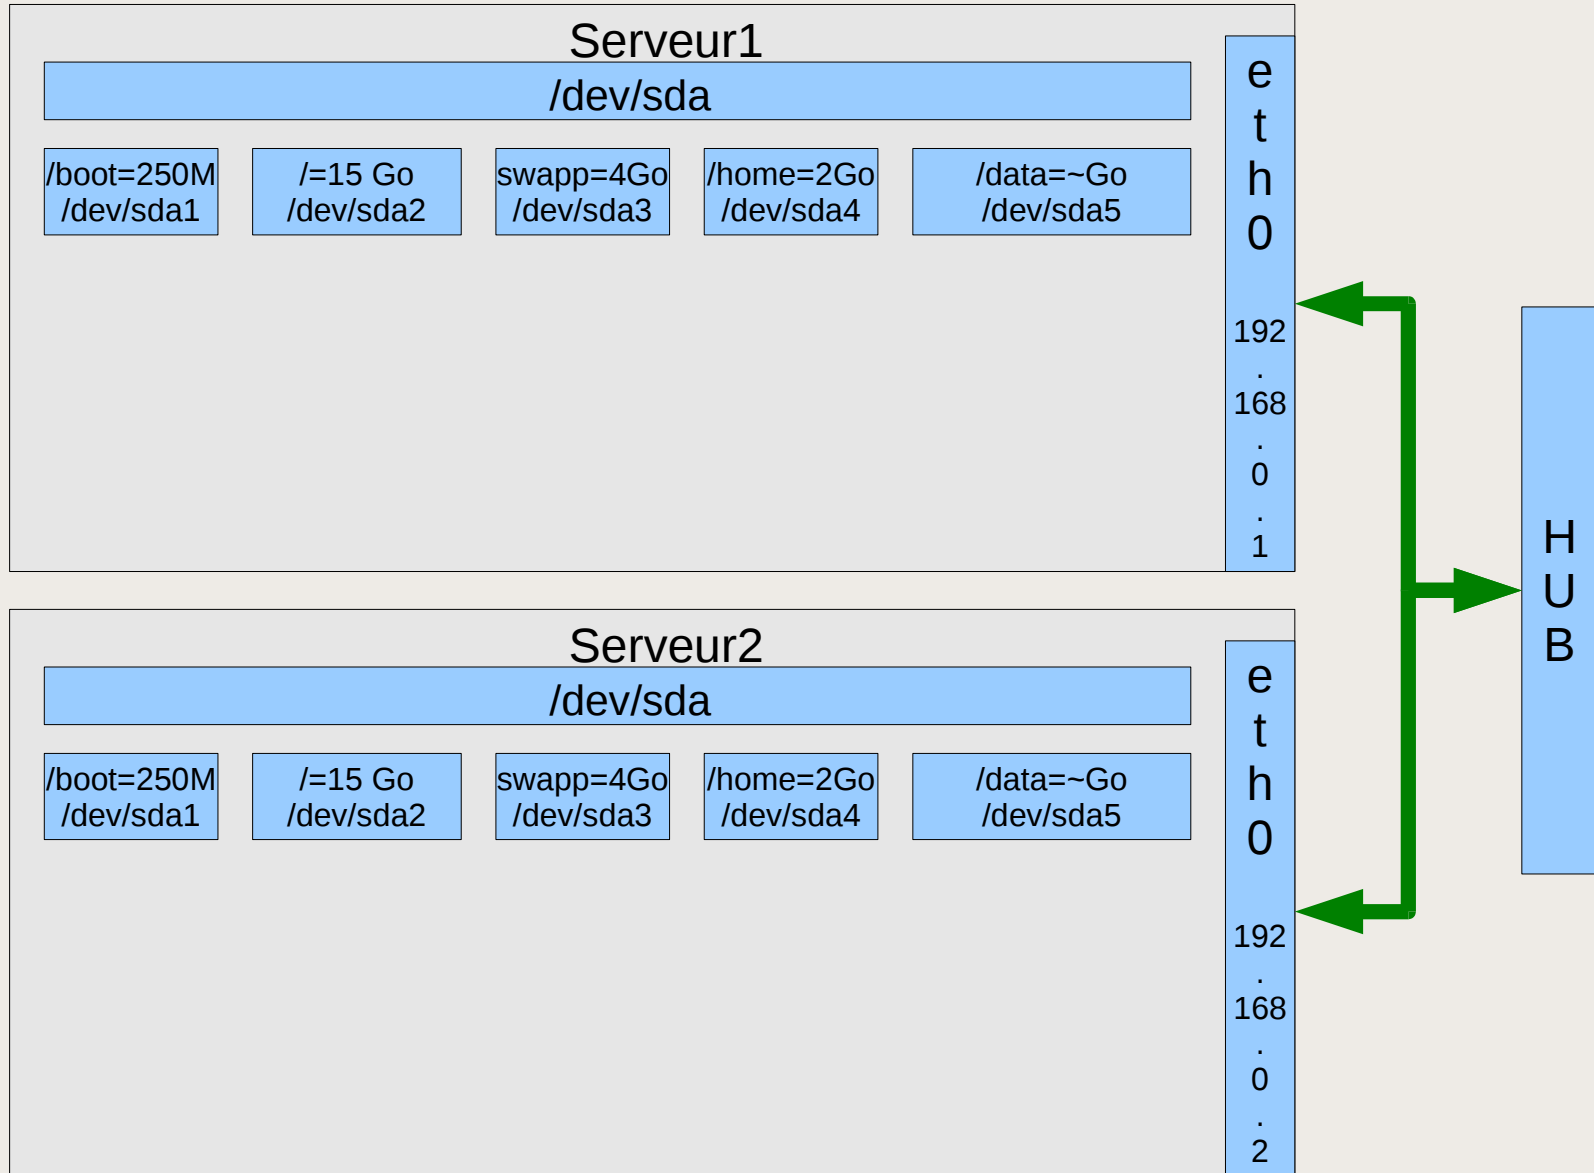 Serveur1
/dev/sda
/boot=250M
/dev/sda1
/=15 Go
/dev/sda2
swapp=4Go
/dev/sda3
/home=2Go
/dev/sda4
/data=~Go
/dev/sda5
e
t
h
0
192
.
168
.
0
.
1
Serveur2
/dev/sda
/boot=250M
/dev/sda1
/=15 Go
/dev/sda2
swapp=4Go
/dev/sda3
/home=2Go
/dev/sda4
/data=~Go
/dev/sda5
e
t
h
0
192
.
168
.
0
.
2
H
U
B